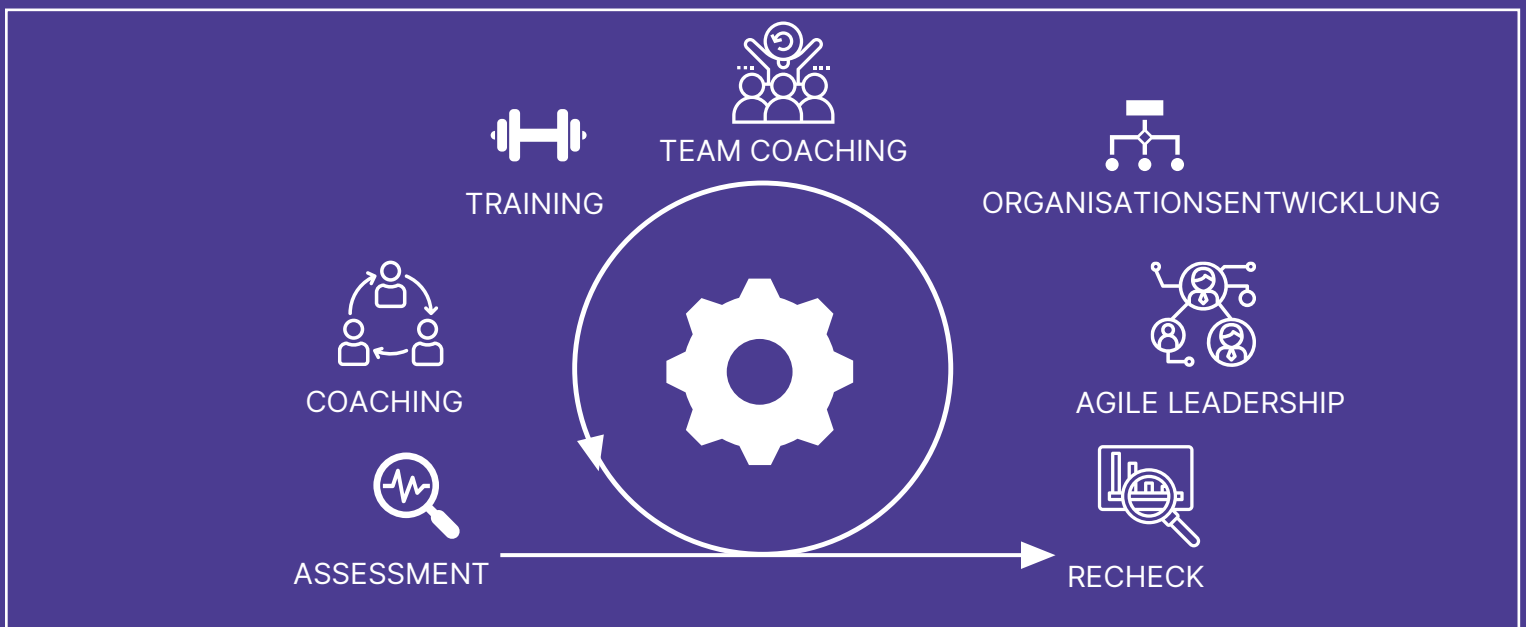 TEAM COACHING
TRAINING
ORGANISATIONSENTWICKLUNG
COACHING
AGILE LEADERSHIP
ASSESSMENT
RECHECK